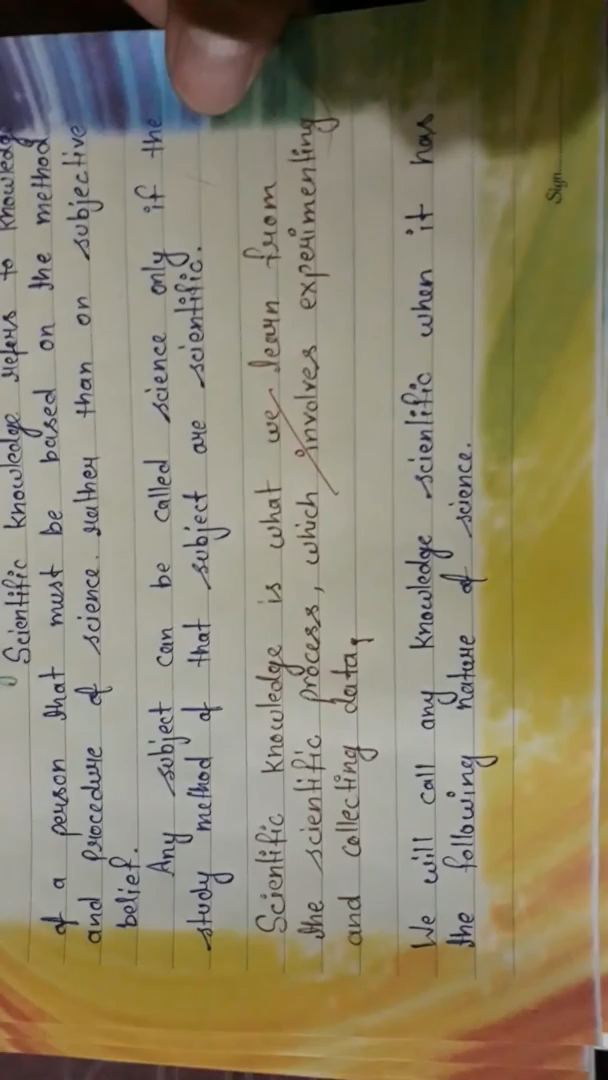 Scientific knowledge refers to knowledge
of a person that must be based on the method
and procedure of science rather than on subjective
belief.
Any subject can be called science only if the
study method of that subject are scientific.
Scientific knowledge is what we learn from
the scientific process, which involves experimenting
and collecting data,
We will call any knowledge scientific when it has
the following nature of science.
Sign......